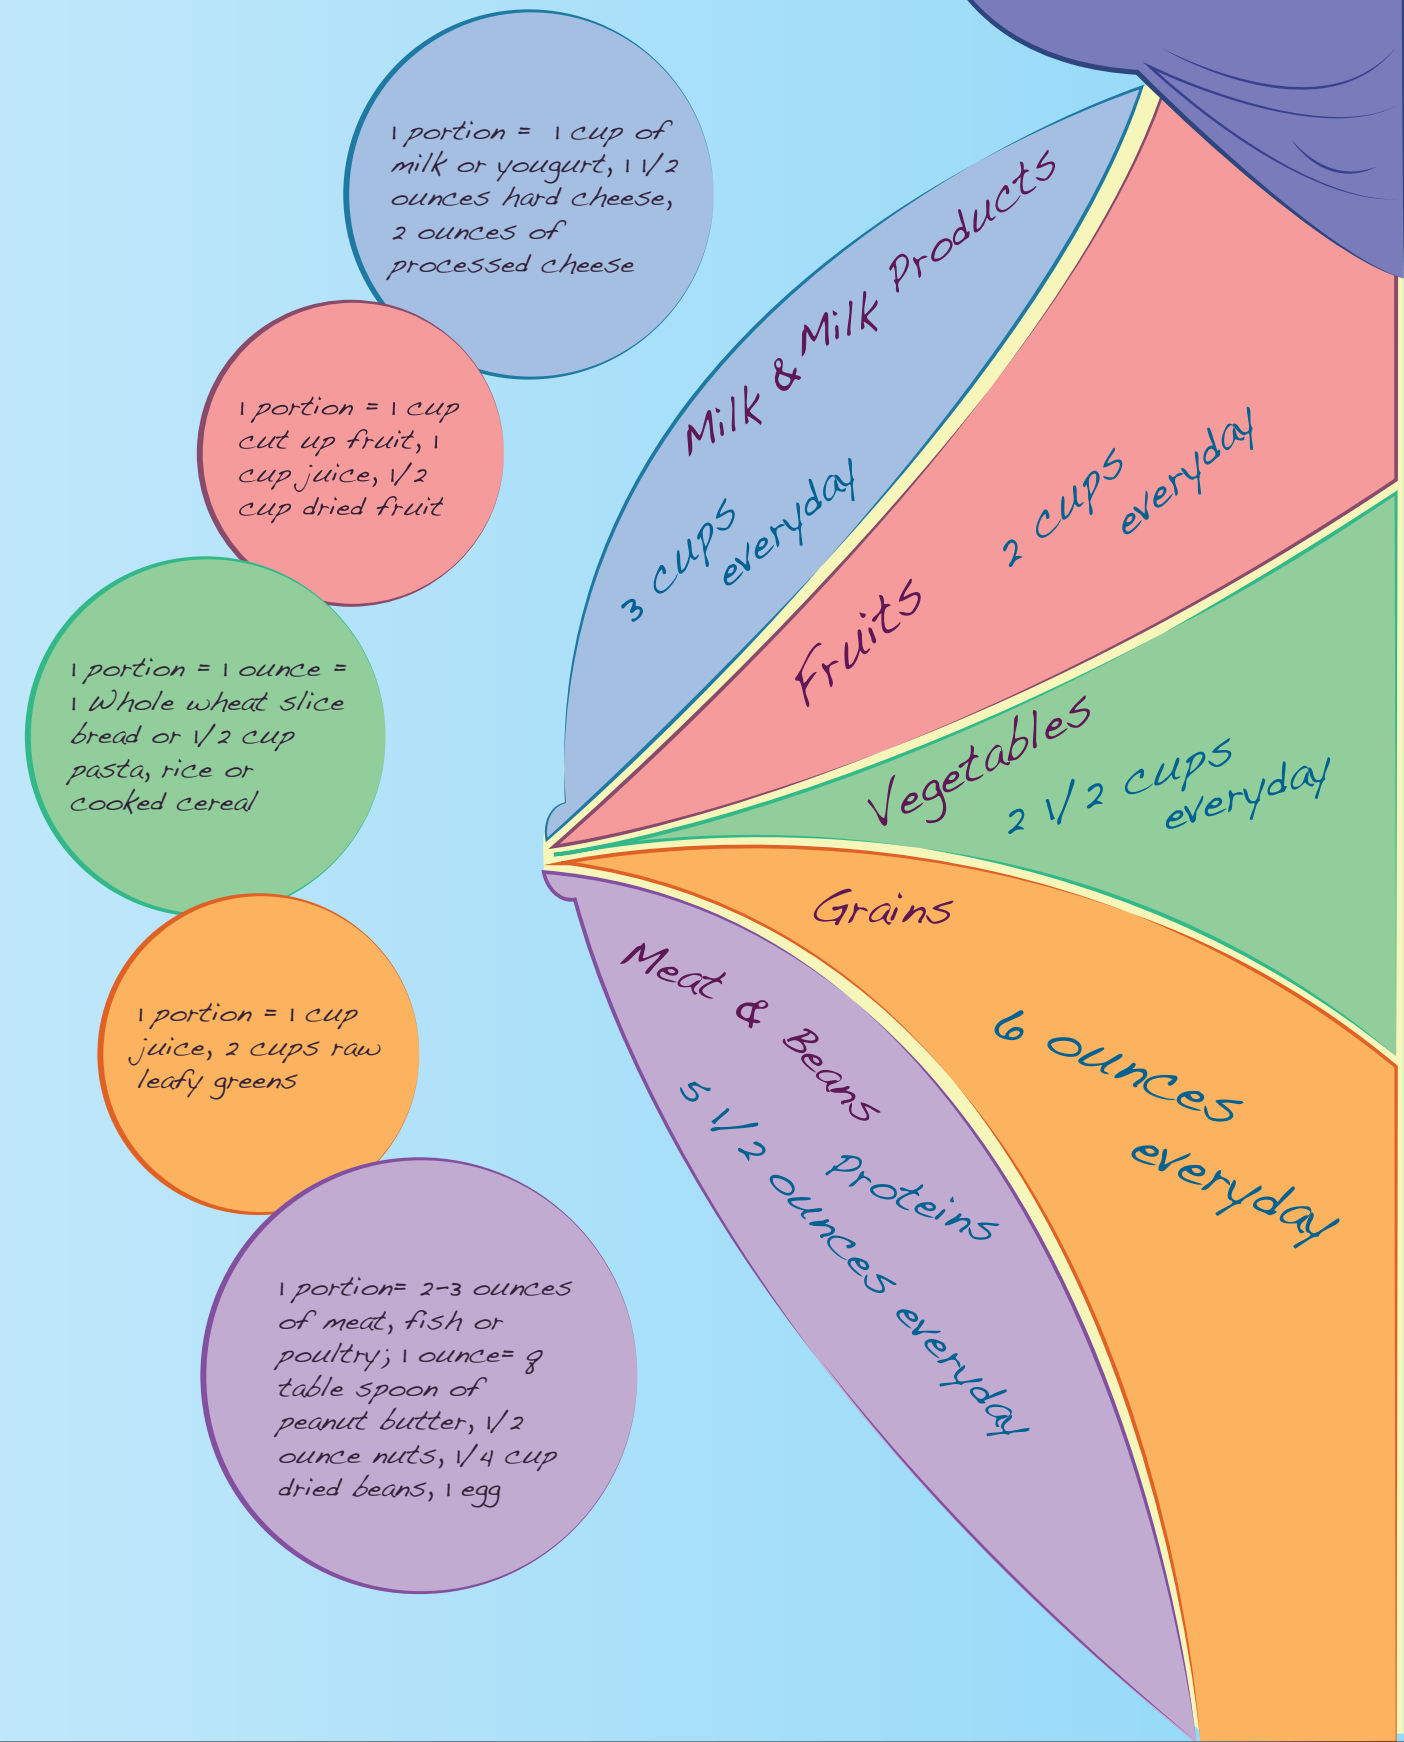 1 portion = 1 cup of
milk or yougurt, 1 1/2
ounces hard cheese,
2 ounces of
processed cheese
1 portion = 1 cup
cut up fruit, 1
cup juice, 1/2
cup dried fruit
1 portion = 1 ounce =
1 Whole wheat slice
bread or 1/2 cup
pasta, rice or
cooked cereal
1 portion = 1 cup
juice, 2 cups raw
leafy greens
1 portion= 2-3 ounces
of meat, fish or
poultry; 1 ounce=
table spoon of
peanut butter, 1/2
ounce nuts, 1/4 cup
dried beans, 1 egg
Milk & Milk Products
3 cups
everyday
Fruits
2 cups
everyday
Vegetables
2 1/2 cups
everyday
Grains
6 ounces
everyday
Meat & Beans
Proteins
5 1/2 ounces everyday